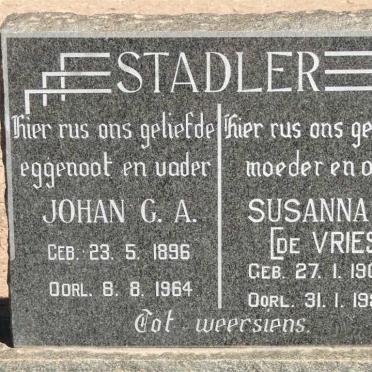 STADLER
Hier rus ons geliefde
eggenoot en vader
JOHAN G. A.
GEB. 23. 5. 1896
OORL. 8. 8. 1964
Hier rus ons ge
moeder en o
SUSANNA
[DE VRIES
GEB. 27. 1. 190
OORL. 31. 1. 19
Tot weersiens.